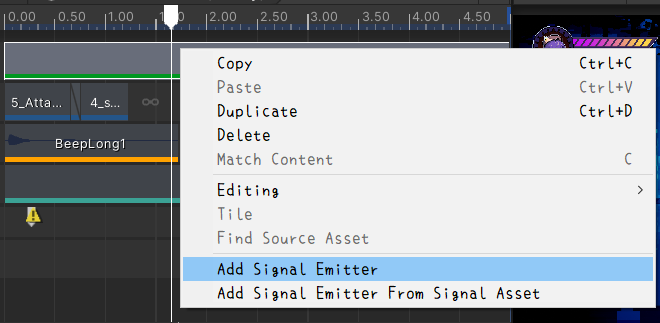 0.00 0.50 1.00 2.00 2.50 3.00 3.50 4.00 4.50
Copy Ctrl+C
Paste Ctrl+V
5_Atta... 4_s...
Duplicate Ctrl+D
Delete
BeepLong1
Match Content C
Editing >
Tile
Find Source Asset
Add Signal Emitter
Add Signal Emitter From Signal Asset